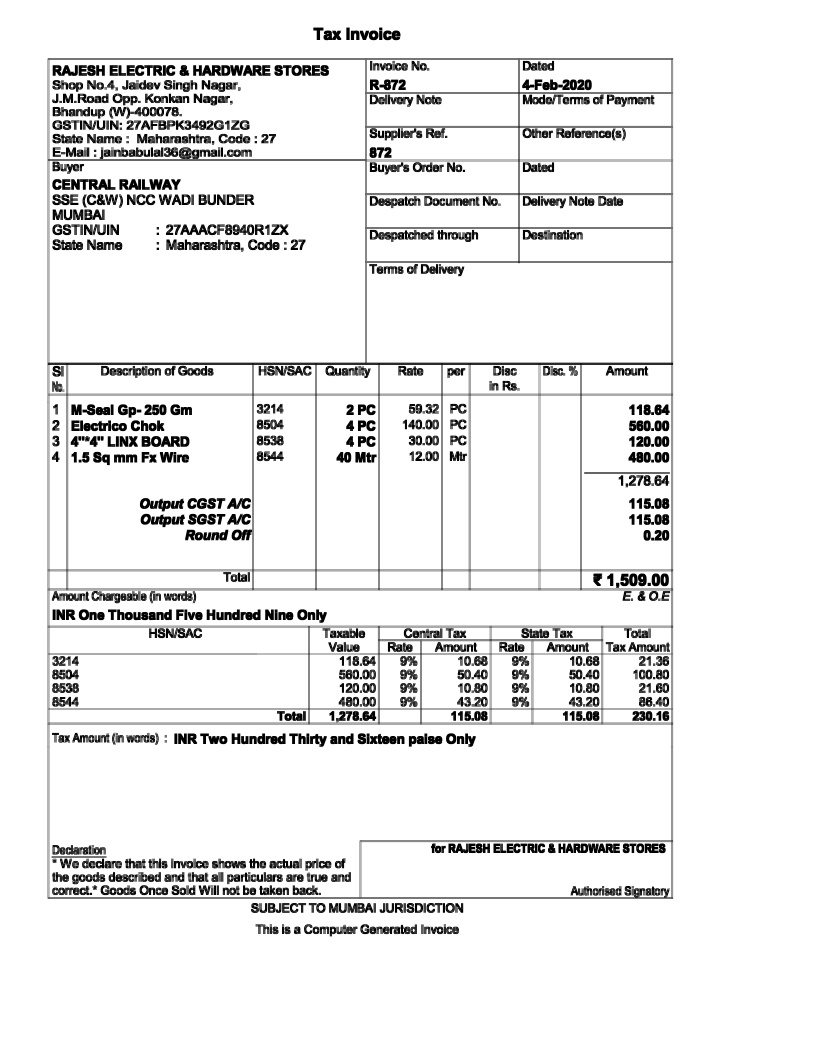 Tax Invoice
RAJESH ELECTRIC & HARDWARE STORES
Shop No.4, Jaidev Singh Nagar,
J.M.Road Opp. Konkan Nagar,
Bhandup (W)-400078.
GSTIN/UIN: 27AFBPK3492G1ZG
State Name : Maharashtra, Code : 27
E-Mail : jainbabulal36@gmail.com
Invoice No.
R-872
Dated
4-Feb-2020
Delivery Note
Mode/Terms of Payment
Supplier's Ref.
872
Other Reference(s)
Buyer
CENTRAL RAILWAY
SSE (C&W) NCC WADI BUNDER
MUMBAI
GSTIN/UIN : 27AAACF8940R1ZX
State Name : Maharashtra, Code : 27
Buyer's Order No.
Dated
Despatch Document No.
Delivery Note Date
Despatched through
Destination
Terms of Delivery
Sl No. Description of Goods HSN/SAC Quantity Rate per Disc in Rs. Disc. % Amount
1 M-Seal Gp- 250 Gm 3214 2 PC 59.32 PC 118.64
2 Electrico Chok 8504 4 PC 140.00 PC 560.00
3 4"*4" LINX BOARD 8538 4 PC 30.00 PC 120.00
4 1.5 Sq mm Fx Wire 8544 40 Mtr 12.00 Mtr 480.00
1,278.64
Output CGST A/C 115.08
Output SGST A/C 115.08
Round Off 0.20
Total ₹ 1,509.00
Amount Chargeable (in words) E. & O.E
INR One Thousand Five Hundred Nine Only
HSN/SAC Taxable Value Central Tax State Tax Total Tax Amount
Rate Amount Rate Amount
3214 118.64 9% 10.68 9% 10.68 21.36
8504 560.00 9% 50.40 9% 50.40 100.80
8538 120.00 9% 10.80 9% 10.80 21.60
8544 480.00 9% 43.20 9% 43.20 86.40
Total 1,278.64 115.08 115.08 230.16
Tax Amount (in words) : INR Two Hundred Thirty and Sixteen paise Only
Declaration
* We declare that this invoice shows the actual price of
the goods described and that all particulars are true and
correct.* Goods Once Sold Will not be taken back.
for RAJESH ELECTRIC & HARDWARE STORES
Authorised Signatory
SUBJECT TO MUMBAI JURISDICTION
This is a Computer Generated Invoice